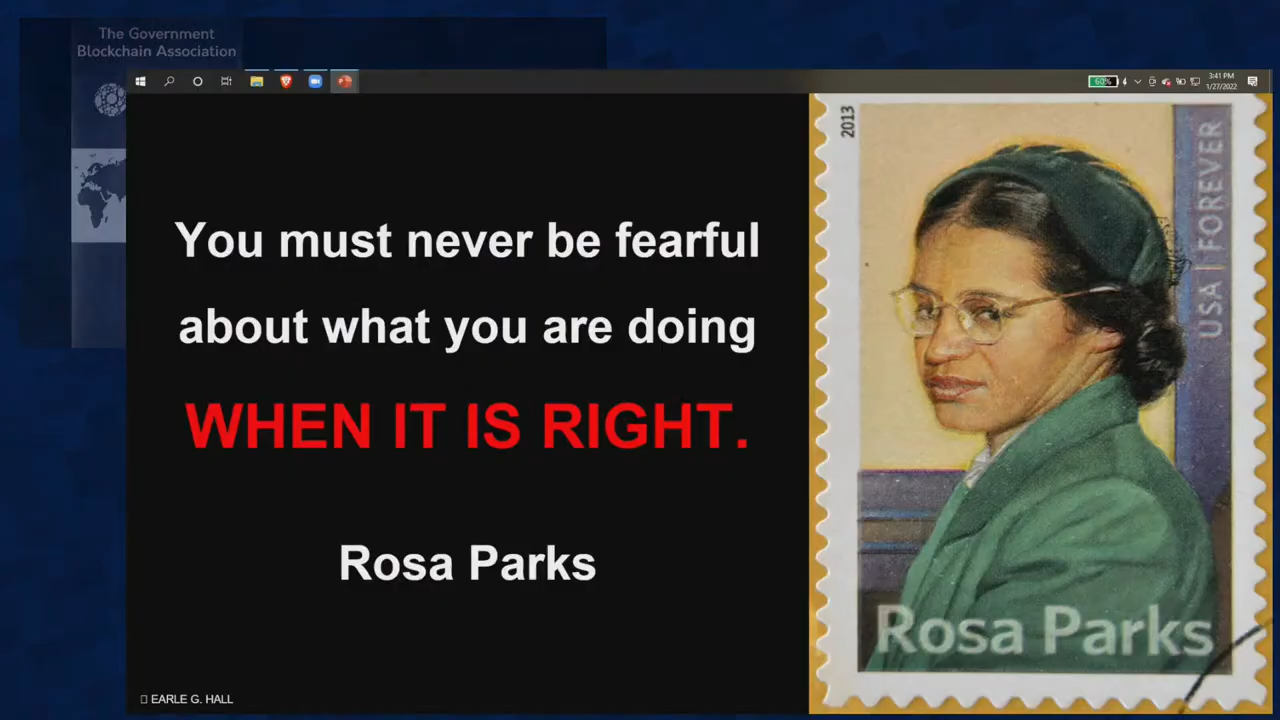 The Government
Blockchain Association
60%
3:41 PM
1/27/2022
You must never be fearful
about what you are doing
WHEN IT IS RIGHT.
Rosa Parks
EARLE G. HALL
2013
USA | FOREVER
Rosa Parks